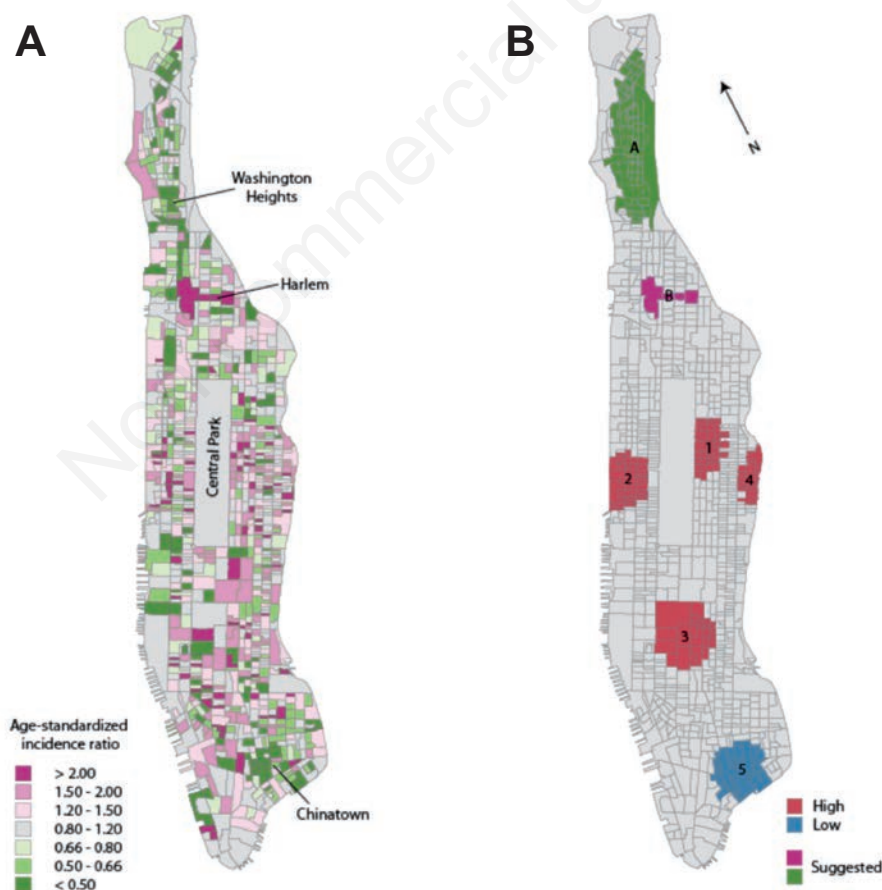 A
B
Washington
Heights
Harlem
Central Park
Chinatown
Age-standardized
incidence ratio
> 2.00
1.50 - 2.00
1.20 - 1.50
0.80 - 1.20
0.66 - 0.80
0.50 - 0.66
< 0.50
N
A
B
1
2
4
3
5
High
Low
Suggested
commercial